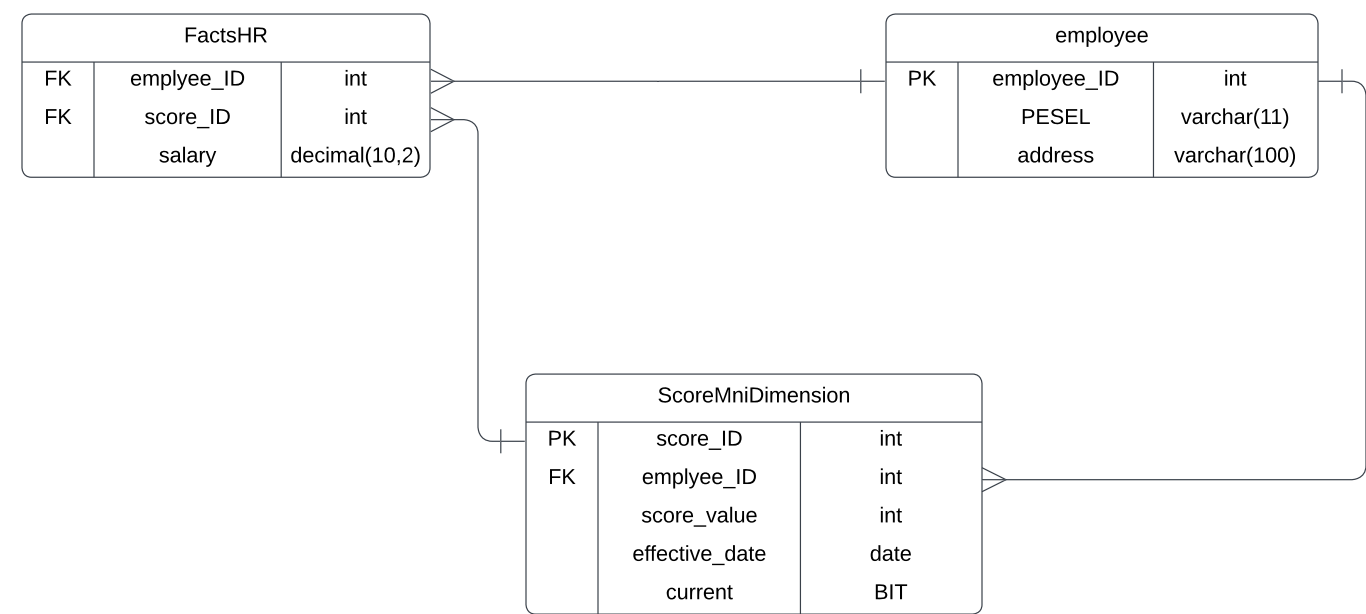 FactsHR
FK emplyee_ID int
FK score_ID int
salary decimal(10,2)
employee
PK employee_ID int
PESEL varchar(11)
address varchar(100)
ScoreMniDimension
PK score_ID int
FK emplyee_ID int
score_value int
effective_date date
current BIT